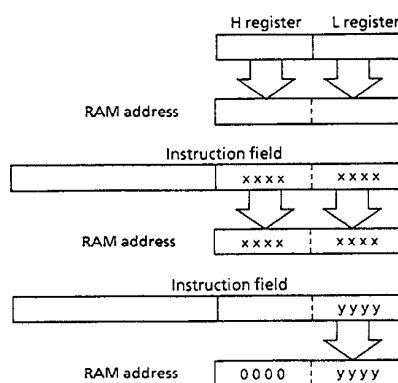 H register L register
RAM address
Instruction field
xxxx xxxx
RAM address xxxx xxxx
Instruction field
yyyy
RAM address 0000 yyyy